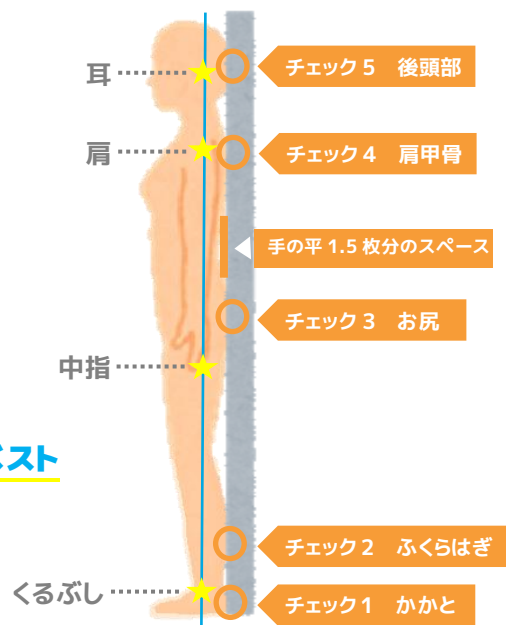 耳
チェック5 後頭部
肩
チェック4 肩甲骨
手の平1.5枚分のスペース
チェック3 お尻
中指
スト
チェック2 ふくらはぎ
くるぶし
チェック1 かかと